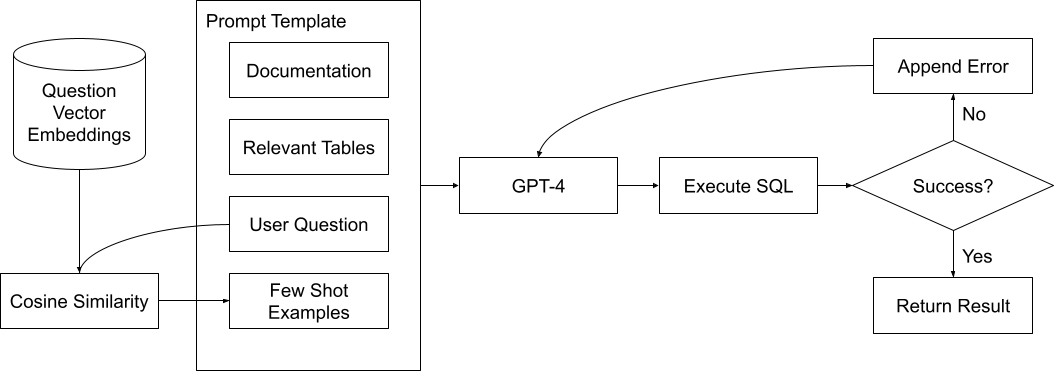 Prompt Template
Question
Vector
Embeddings
Documentation
Relevant Tables
User Question
Cosine Similarity
Few Shot
Examples
GPT-4
Execute SQL
Success?
No
Append Error
Yes
Return Result